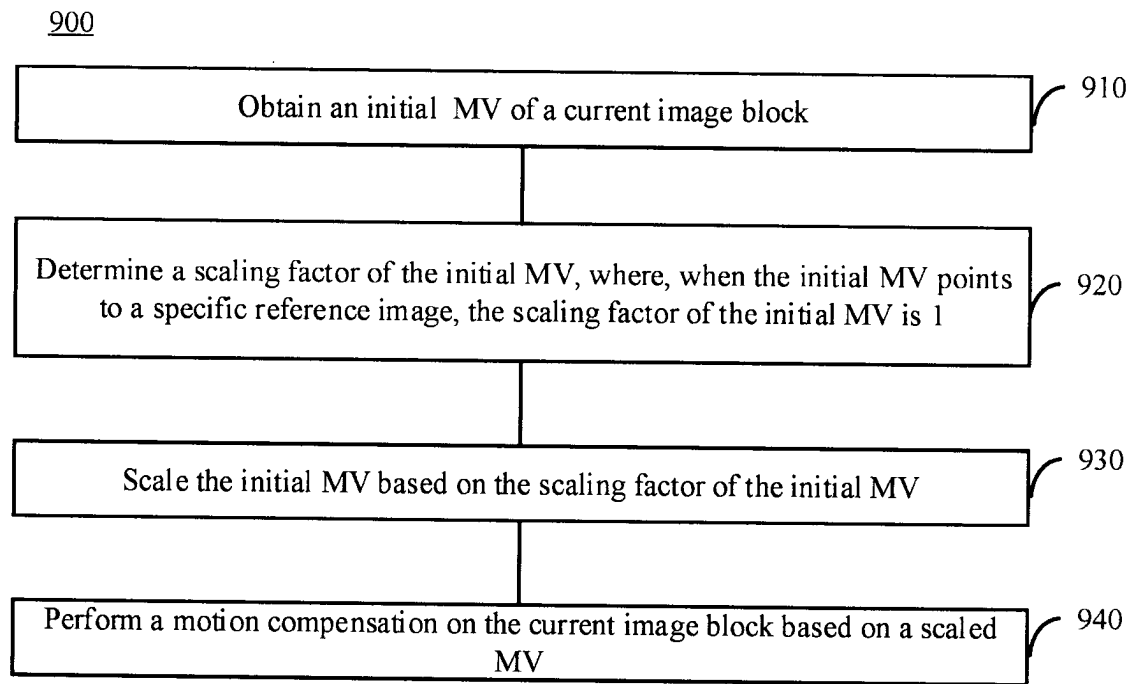 900
Obtain an initial MV of a current image block
910
Determine a scaling factor of the initial MV, where, when the initial MV points
to a specific reference image, the scaling factor of the initial MV is 1
920
Scale the initial MV based on the scaling factor of the initial MV
930
Perform a motion compensation on the current image block based on a scaled
MV
940